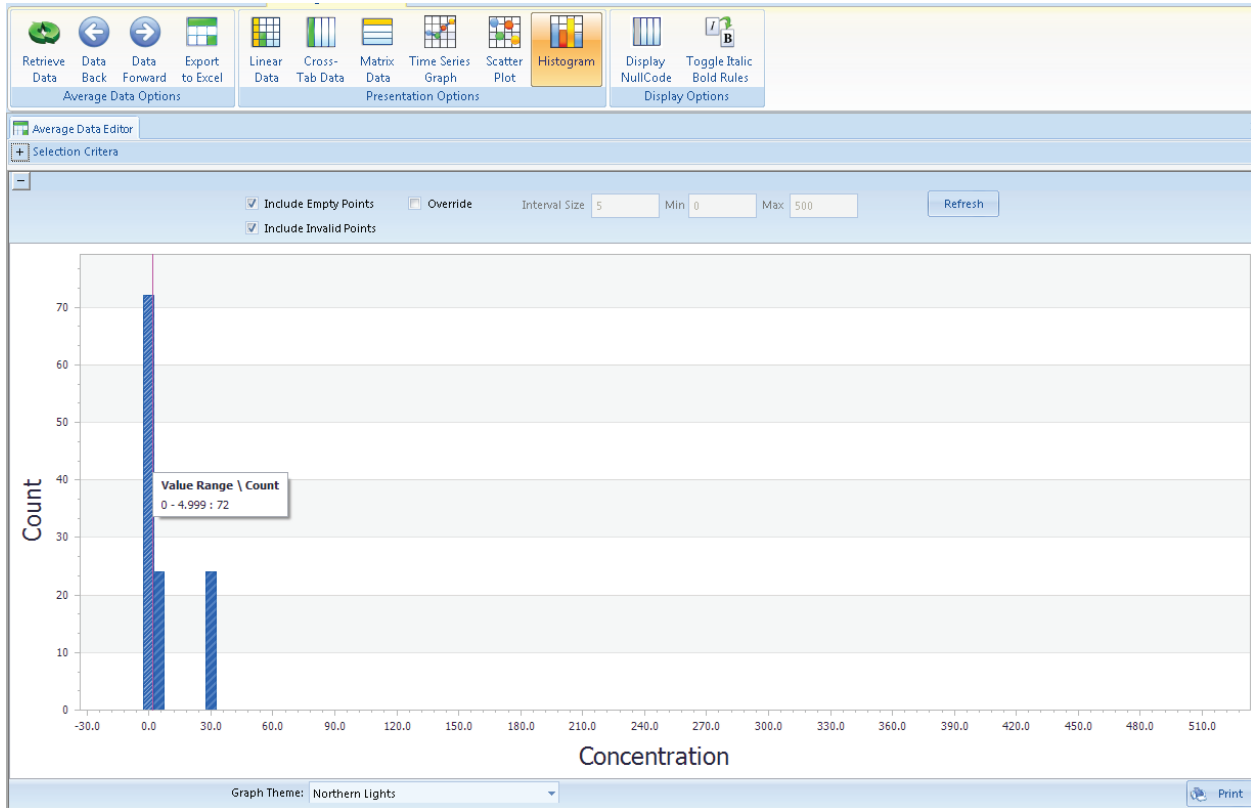 Retrieve Data
Data Back
Data Forward
Export to Excel
Linear Data
Cross-Tab Data
Matrix Data
Time Series Graph
Scatter Plot
Histogram
Display NullCode
Toggle Italic Bold Rules
Average Data Options
Presentation Options
Display Options
Average Data Editor
+ Selection Critera
−
Include Empty Points
Override
Interval Size 5
Min 0
Max 500
Refresh
Include Invalid Points
Count
70
60
50
40
30
20
10
0
Value Range \ Count
0 - 4.999 : 72
-30.0 0.0 30.0 60.0 90.0 120.0 150.0 180.0 210.0 240.0 270.0 300.0 330.0 360.0 390.0 420.0 450.0 480.0 510.0
Concentration
Graph Theme: Northern Lights
Print